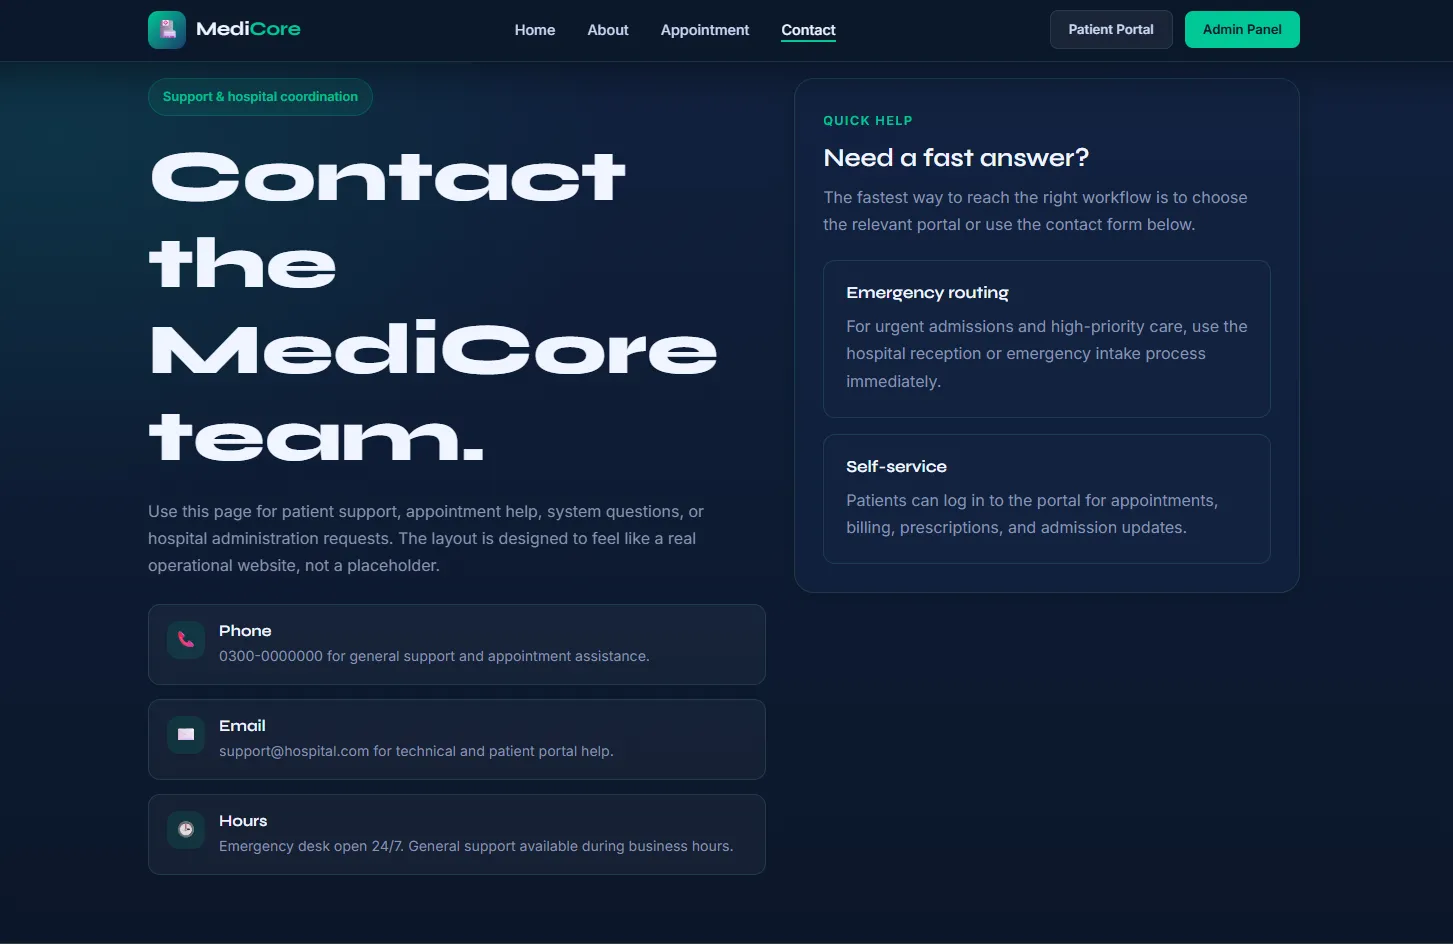 MediCore
Home
About
Appointment
Contact
Patient Portal
Admin Panel
Support & hospital coordination
Contact
the
MediCore
team.
Use this page for patient support, appointment help, system questions, or
hospital administration requests. The layout is designed to feel like a real
operational website, not a placeholder.
Phone
0300-0000000 for general support and appointment assistance.
Email
support@hospital.com for technical and patient portal help.
Hours
Emergency desk open 24/7. General support available during business hours.
QUICK HELP
Need a fast answer?
The fastest way to reach the right workflow is to choose
the relevant portal or use the contact form below.
Emergency routing
For urgent admissions and high-priority care, use the
hospital reception or emergency intake process
immediately.
Self-service
Patients can log in to the portal for appointments,
billing, prescriptions, and admission updates.